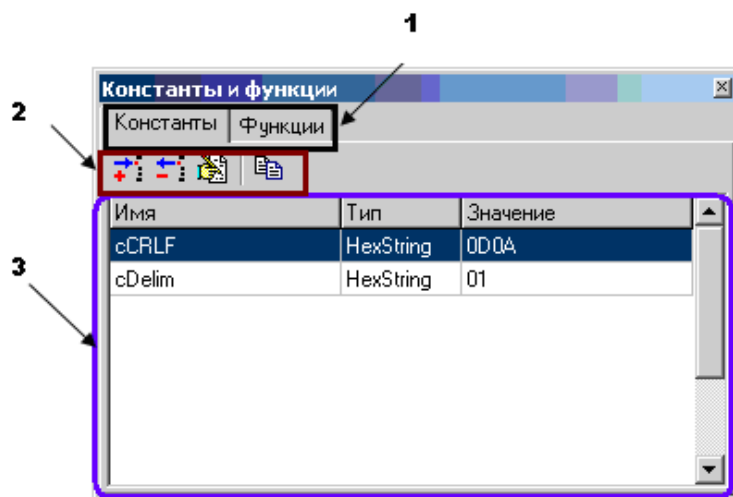 1
Константы и функции
2
Константы Функции
Имя Тип Значение
cCRLF HexString 0D0A
3
cDelim HexString 01